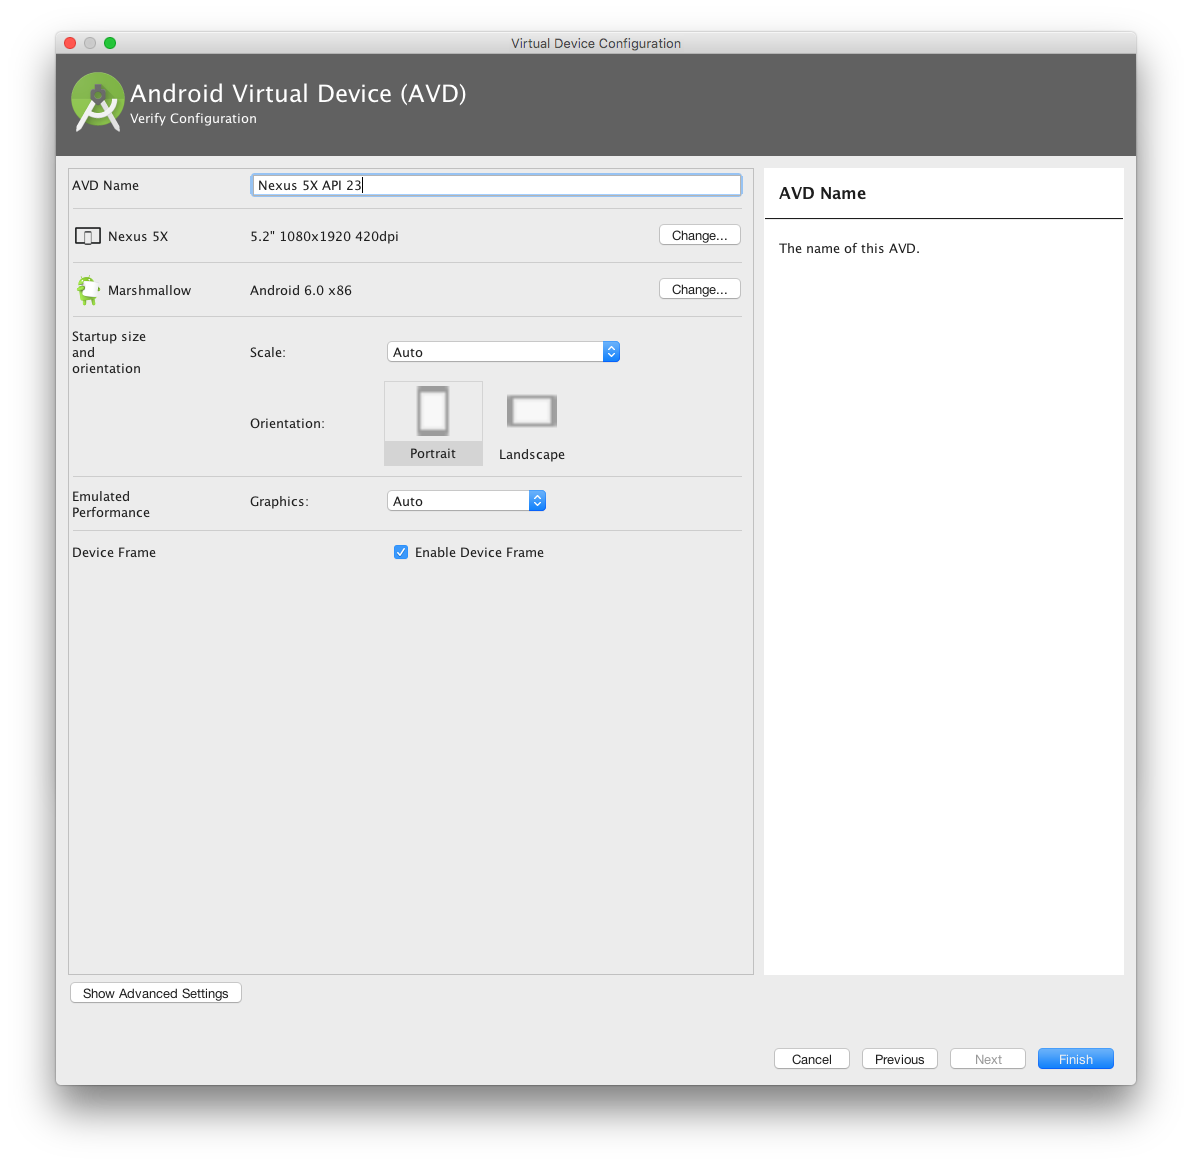 Virtual Device Configuration
Android Virtual Device (AVD)
Verify Configuration
AVD Name
Nexus 5X API 23
Nexus 5X
5.2" 1080x1920 420dpi
Change...
Marshmallow
Android 6.0 x86
Change...
Startup size
and
orientation
Scale:
Auto
Orientation:
Portrait
Landscape
Emulated
Performance
Graphics:
Auto
Device Frame
Enable Device Frame
Show Advanced Settings
AVD Name
The name of this AVD.
Cancel
Previous
Next
Finish